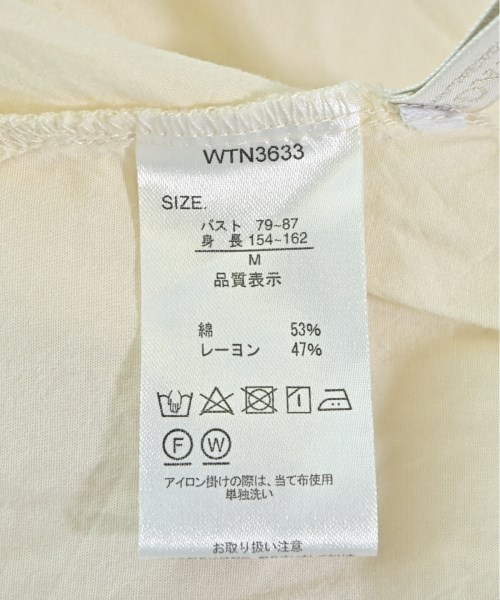 WTN3633
SIZE.
バスト 79~87
身 長 154~162
M
品質表示
綿 53%
レーヨン 47%
F W
アイロン掛けの際は、当て布使用
単独洗い
お取り扱い注意